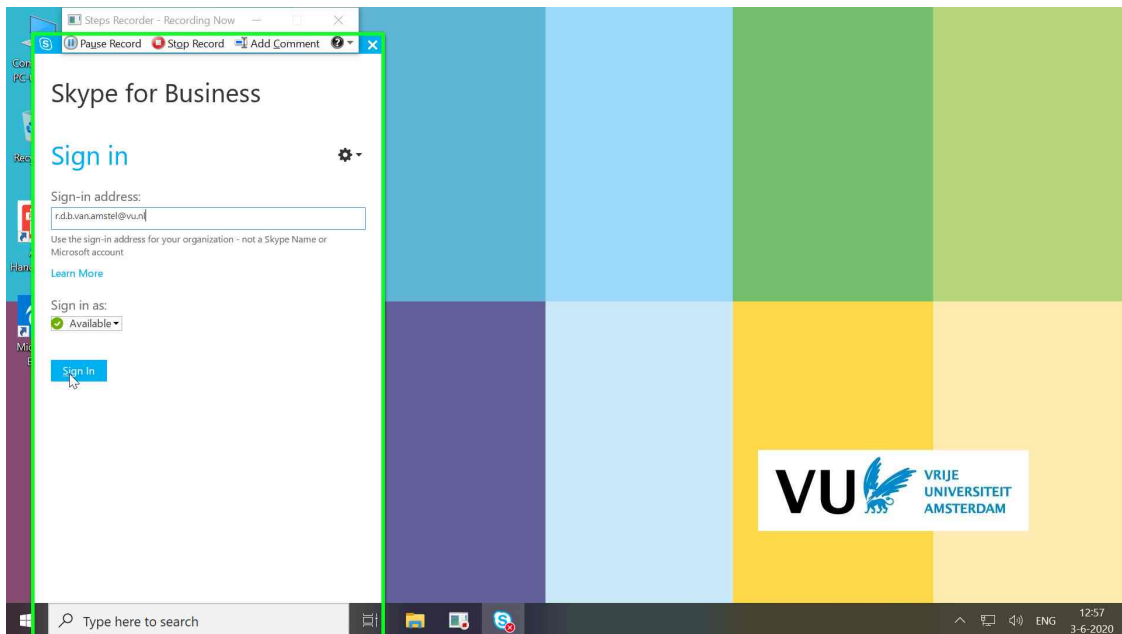 Steps Recorder - Recording Now
Pause Record Stop Record Add Comment
Skype for Business
Sign in
Sign-in address:
r.d.b.van.amstel@vu.nl
Use the sign-in address for your organization - not a Skype Name or
Microsoft account
Learn More
Sign in as:
Available
Sign In
VU VRIJE
UNIVERSITEIT
AMSTERDAM
Type here to search
ENG
12:57
3-6-2020